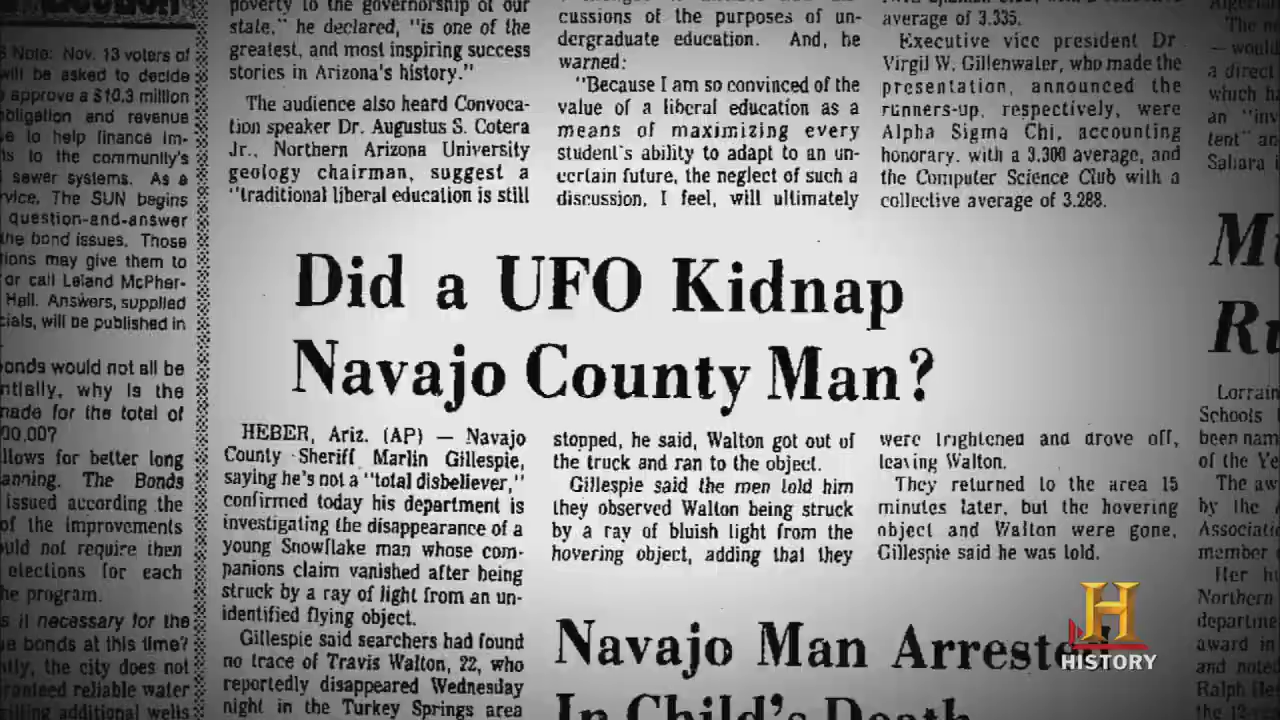 S Note: Nov. 13 voters of
will be asked to decide
approve a $10.3 million
obligation and revenue
to help finance im-
to the community's
sewer systems. As a
The SUN begins
question-and-answer
the bond issues. Those
may give them to
or call Leland McPher-
Hall. Answers, supplied
will be published in
would not all be
why is the
made for the total of
for better long
The Bonds
issued according the
of the improvements
not require then
elections for each
program.
it necessary for the
bonds at this time?
the city does not
reliable water
additional wells
poverty to the governorship of our
state," he declared, "is one of the
greatest, and most inspiring success
stories in Arizona's history."
The audience also heard Convoca-
tion speaker Dr. Augustus S. Cotera
Jr., Northern Arizona University
geology chairman, suggest a
"traditional liberal education is still
cussions of the purposes of un-
dergraduate education. And, he
warned:
"Because I am so convinced of the
value of a liberal education as a
means of maximizing every
student's ability to adapt to an un-
certain future, the neglect of such a
discussion, I feel, will ultimately
average of 3.335.
Executive vice president Dr.
Virgil W. Gillenwater, who made the
presentation, announced the
runners-up, respectively, were
Alpha Sigma Chi, accounting
honorary, with a 3.300 average, and
the Computer Science Club with a
collective average of 3.288.
Did a UFO Kidnap
Navajo County Man?
HEBER, Ariz. (AP) — Navajo
County Sheriff Marlin Gillespie,
saying he's not a "total disbeliever,"
confirmed today his department is
investigating the disappearance of a
young Snowflake man whose com-
panions claim vanished after being
struck by a ray of light from an un-
identified flying object.
Gillespie said searchers had found
no trace of Travis Walton, 22, who
reportedly disappeared Wednesday
night in the Turkey Springs area
stopped, he said, Walton got out of
the truck and ran to the object.
Gillespie said the men told him
they observed Walton being struck
by a ray of bluish light from the
hovering object, adding that they
were frightened and drove off,
leaving Walton.
They returned to the area 15
minutes later, but the hovering
object and Walton were gone,
Gillespie said he was told.
Navajo Man Arreste
In Child's Death
— would
a direct
which ha
an "inv
tent" an
Sahara
Lorrain
Schools
been nam
of the Ye
The aw
by the
Associati
member
Her hu
Northern
departme
award in
and noted
Ralph
H
HISTORY